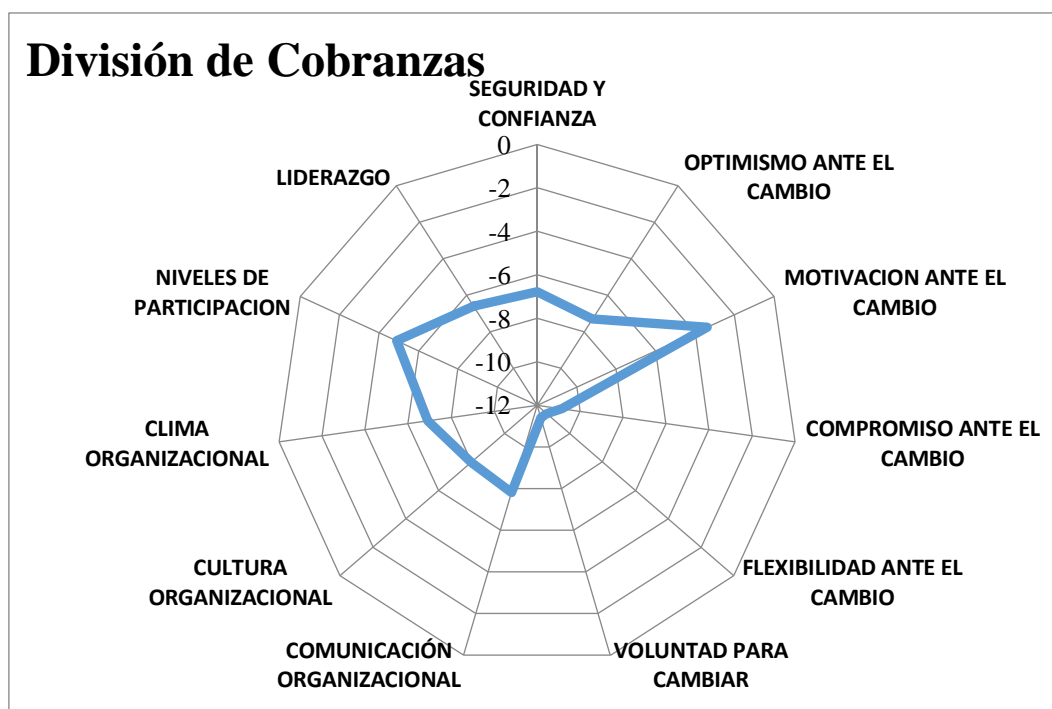 División de Cobranzas
SEGURIDAD Y
CONFIANZA
OPTIMISMO ANTE EL
CAMBIO
MOTIVACION ANTE EL
CAMBIO
COMPROMISO ANTE EL
CAMBIO
FLEXIBILIDAD ANTE EL
CAMBIO
VOLUNTAD PARA
CAMBIAR
COMUNICACIÓN
ORGANIZACIONAL
CULTURA
ORGANIZACIONAL
CLIMA
ORGANIZACIONAL
NIVELES DE
PARTICIPACION
LIDERAZGO
0
-2
-4
-6
-8
-10
-12